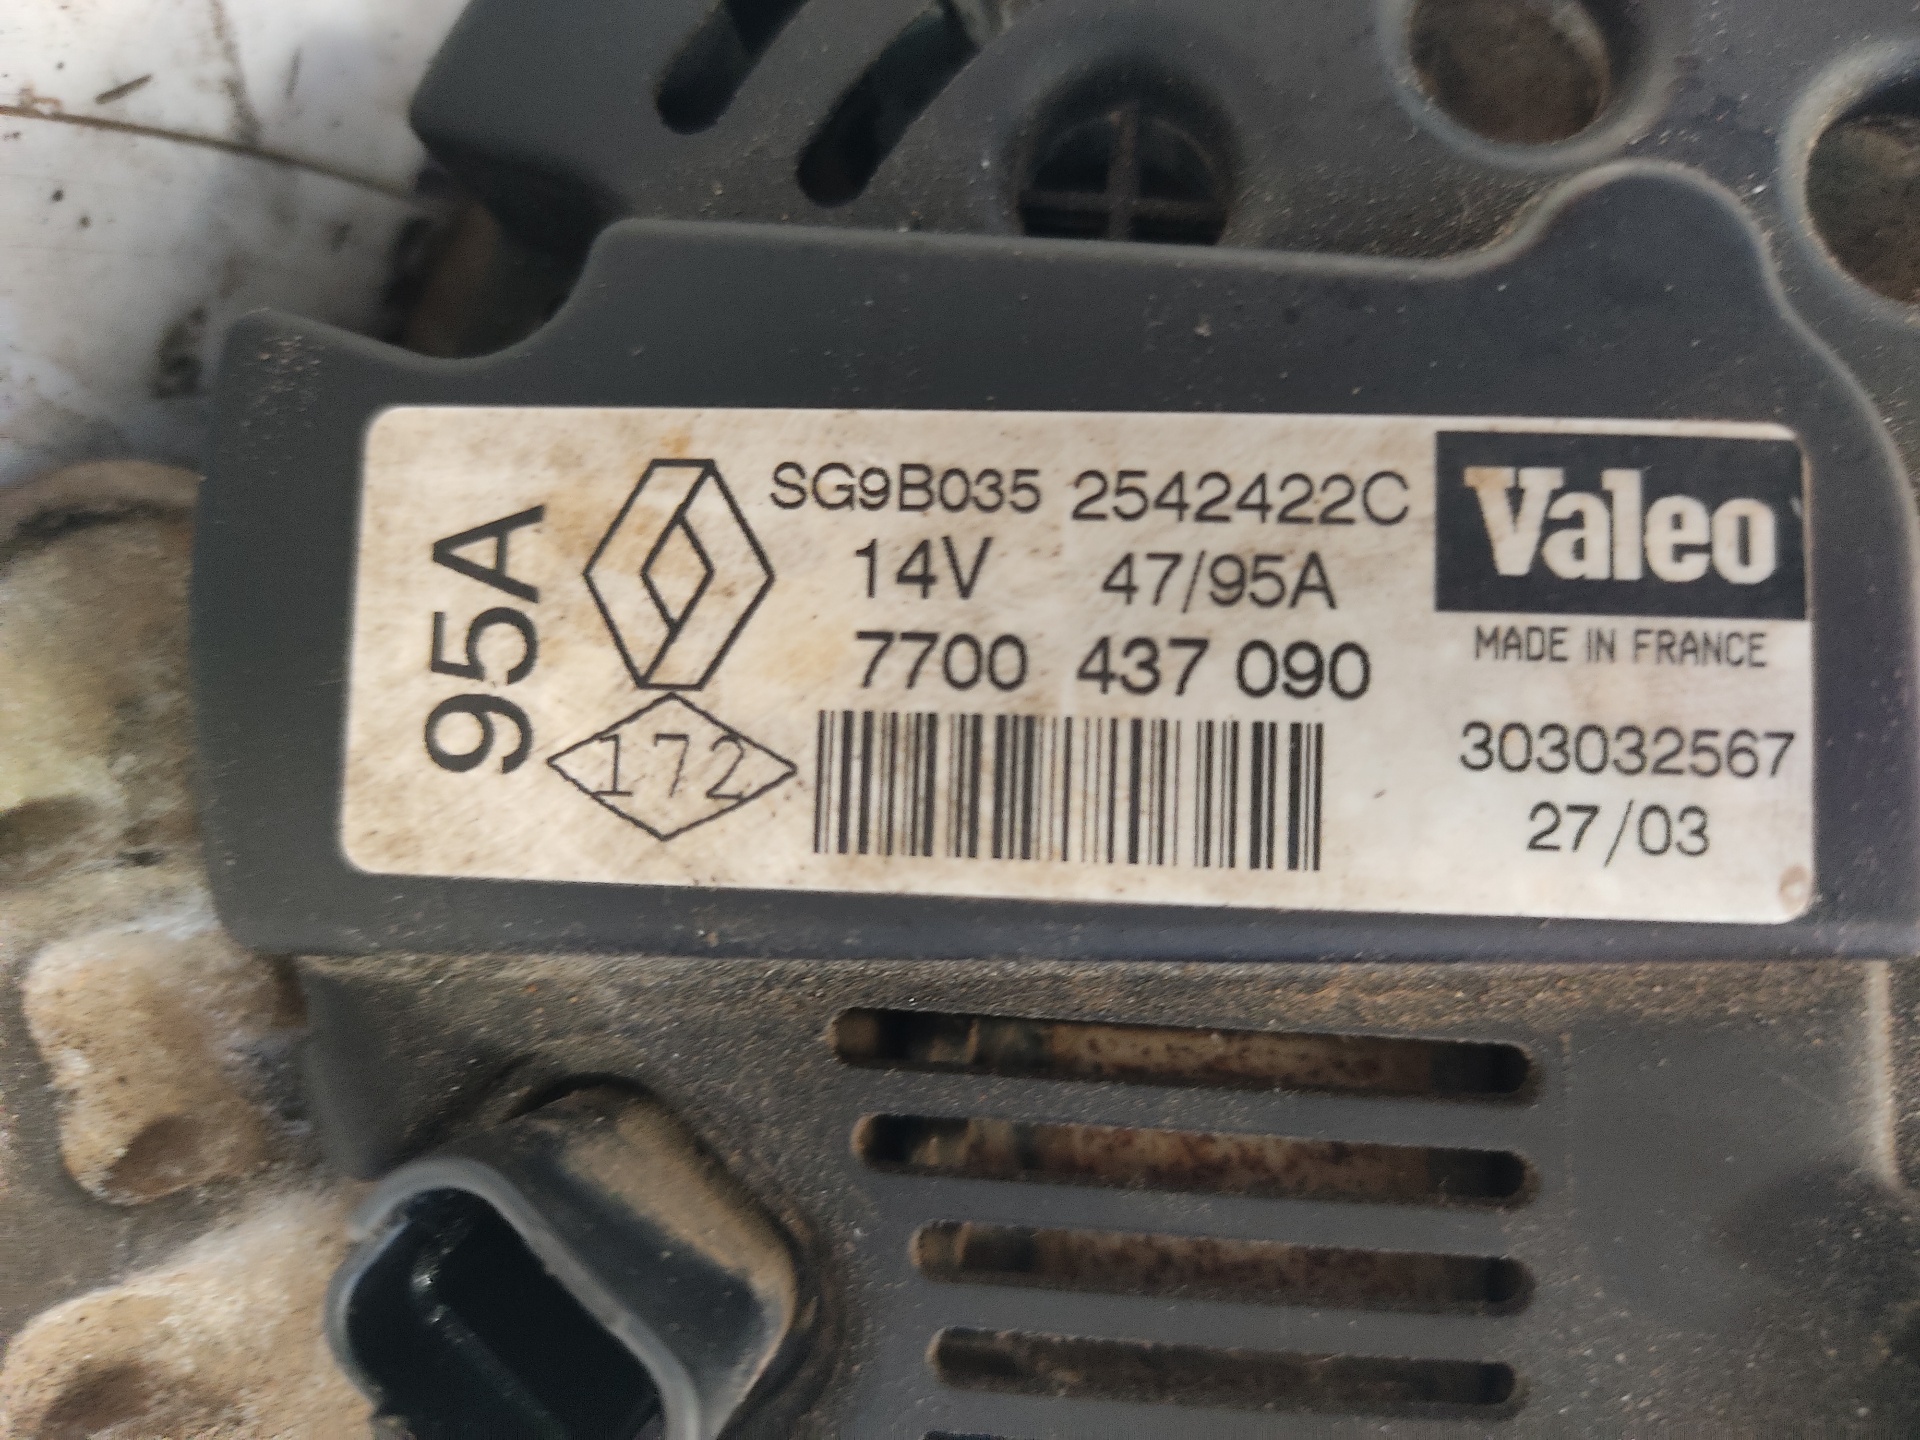 95A
SG9B035 2542422C
14V 47/95A
7700 437 090
172
Valeo
MADE IN FRANCE
303032567
27/03